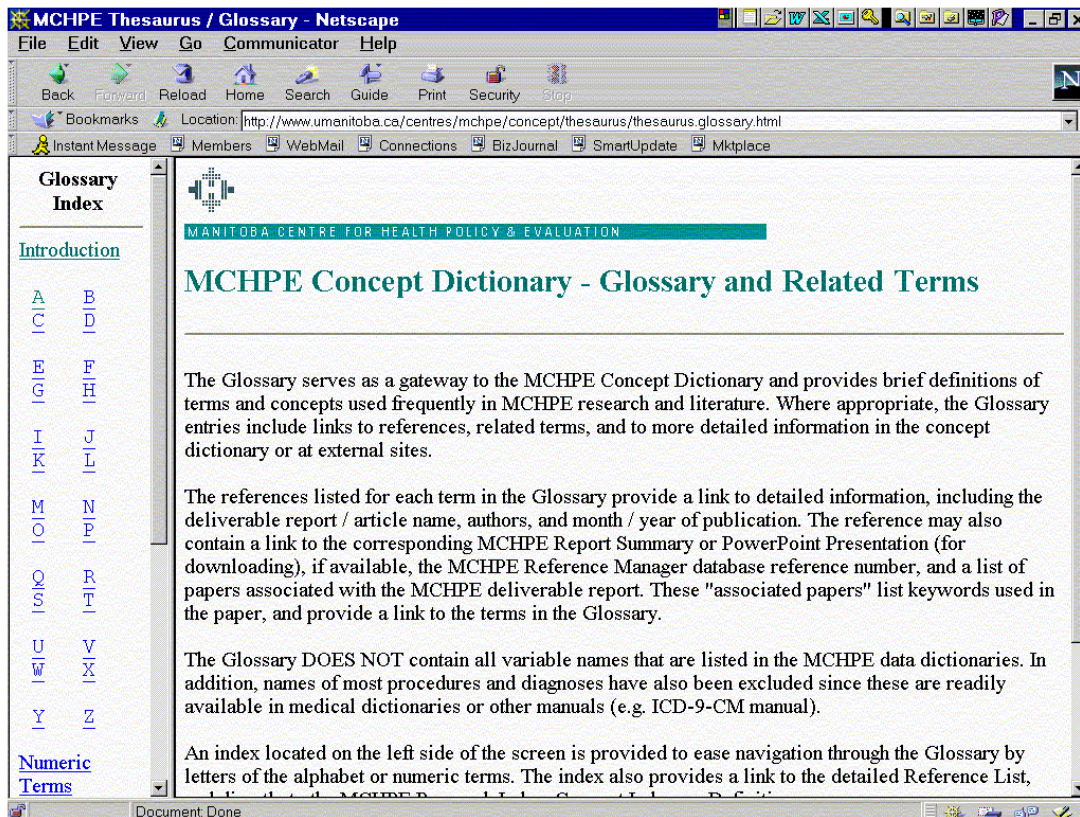 MCHPE Thesaurus / Glossary - Netscape
File Edit View Go Communicator Help
Back Forward Reload Home Search Guide Print Security Stop
Bookmarks Location: http://www.umanitoba.ca/centres/mchpe/concept/thesaurus/thesaurus.glossary.html
Instant Message Members WebMail Connections BizJournal SmartUpdate Mktplace
Glossary
Index
Introduction
A B
C D
E F
G H
I J
K L
M N
O P
Q R
S T
U V
W X
Y Z
Numeric
Terms
MANITOBA CENTRE FOR HEALTH POLICY & EVALUATION
MCHPE Concept Dictionary - Glossary and Related Terms
The Glossary serves as a gateway to the MCHPE Concept Dictionary and provides brief definitions of
terms and concepts used frequently in MCHPE research and literature. Where appropriate, the Glossary
entries include links to references, related terms, and to more detailed information in the concept
dictionary or at external sites.
The references listed for each term in the Glossary provide a link to detailed information, including the
deliverable report / article name, authors, and month / year of publication. The reference may also
contain a link to the corresponding MCHPE Report Summary or PowerPoint Presentation (for
downloading), if available, the MCHPE Reference Manager database reference number, and a list of
papers associated with the MCHPE deliverable report. These "associated papers" list keywords used in
the paper, and provide a link to the terms in the Glossary.
The Glossary DOES NOT contain all variable names that are listed in the MCHPE data dictionaries. In
addition, names of most procedures and diagnoses have also been excluded since these are readily
available in medical dictionaries or other manuals (e.g. ICD-9-CM manual).
An index located on the left side of the screen is provided to ease navigation through the Glossary by
letters of the alphabet or numeric terms. The index also provides a link to the detailed Reference List,
Document: Done